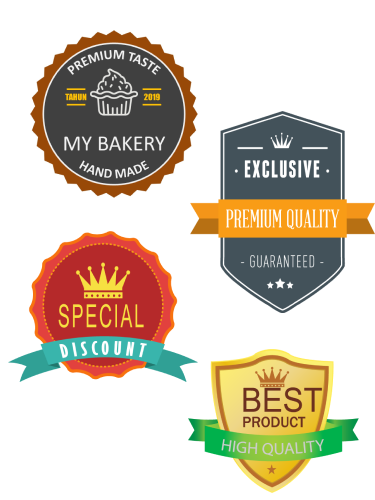 PREMIUM TASTE
TAHUN 2019
MY BAKERY
HAND MADE
• EXCLUSIVE •
PREMIUM QUALITY
- GUARANTEED -
SPECIAL
DISCOUNT
BEST
PRODUCT
HIGH QUALITY